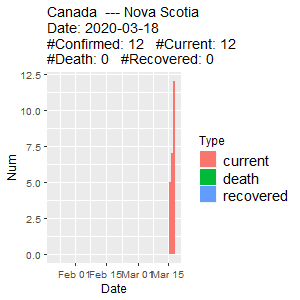 Canada  --- Nova Scotia
Date: 2020-03-18
#Confirmed: 12   #Current: 12
#Death: 0   #Recovered: 0
12.5
10.0
7.5
5.0
2.5
0.0
Num
Feb 01 Feb 15 Mar 01 Mar 15
Date
Type
current
death
recovered